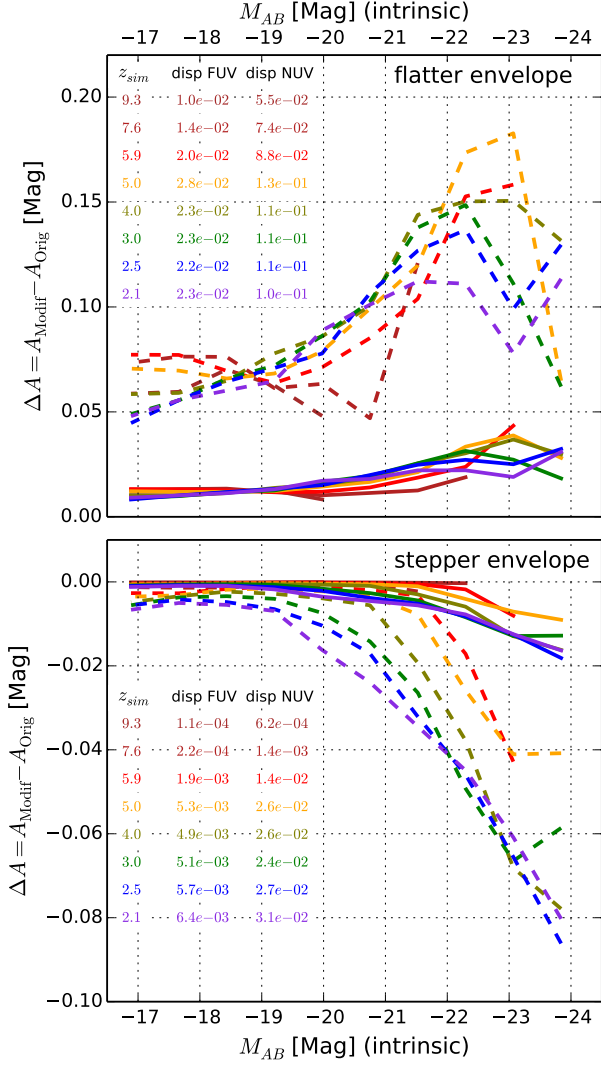 M_AB [Mag] (intrinsic)
−17 −18 −19 −20 −21 −22 −23 −24
flatter envelope
z_sim disp FUV disp NUV
9.3 1.0e−02 5.5e−02
7.6 1.4e−02 7.4e−02
5.9 2.0e−02 8.8e−02
5.0 2.8e−02 1.3e−01
4.0 2.3e−02 1.1e−01
3.0 2.3e−02 1.1e−01
2.5 2.2e−02 1.1e−01
2.1 2.3e−02 1.0e−01
0.20
0.15
0.10
0.05
0.00
ΔA = A_Modif − A_Orig [Mag]
stepper envelope
0.00
−0.02
−0.04
−0.06
−0.08
−0.10
ΔA = A_Modif − A_Orig [Mag]
z_sim disp FUV disp NUV
9.3 1.1e−04 6.2e−04
7.6 2.2e−04 1.4e−03
5.9 1.9e−03 1.4e−02
5.0 5.3e−03 2.6e−02
4.0 4.9e−03 2.6e−02
3.0 5.1e−03 2.4e−02
2.5 5.7e−03 2.7e−02
2.1 6.4e−03 3.1e−02
−17 −18 −19 −20 −21 −22 −23 −24
M_AB [Mag] (intrinsic)